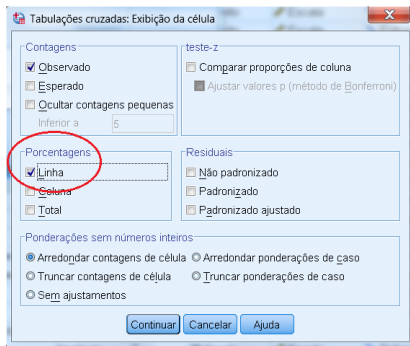 Tabulações cruzadas: Exibição da célula
Contagens
Observado
Esperado
Ocultar contagens pequenas
Inferior a 5
teste-z
Comparar proporções de coluna
Ajustar valores p (método de Bonferroni)
Porcentagens
Linha
Coluna
Total
Residuais
Não padronizado
Padronizado
Padronizado ajustado
Ponderações sem números inteiros
Arredondar contagens de célula Arredondar ponderações de caso
Truncar contagens de célula Truncar ponderações de caso
Sem ajustamentos
Continuar Cancelar Ajuda